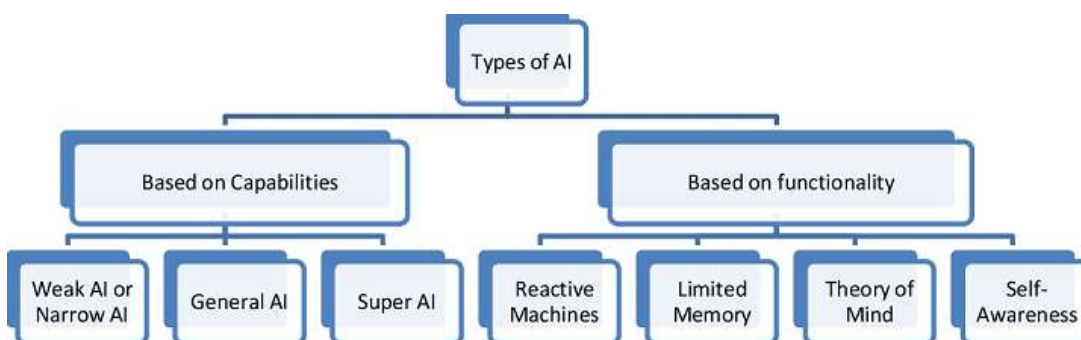 Types of AI
Based on Capabilities
Based on functionality
Weak AI or
Narrow AI
General AI
Super AI
Reactive
Machines
Limited
Memory
Theory of
Mind
Self-
Awareness